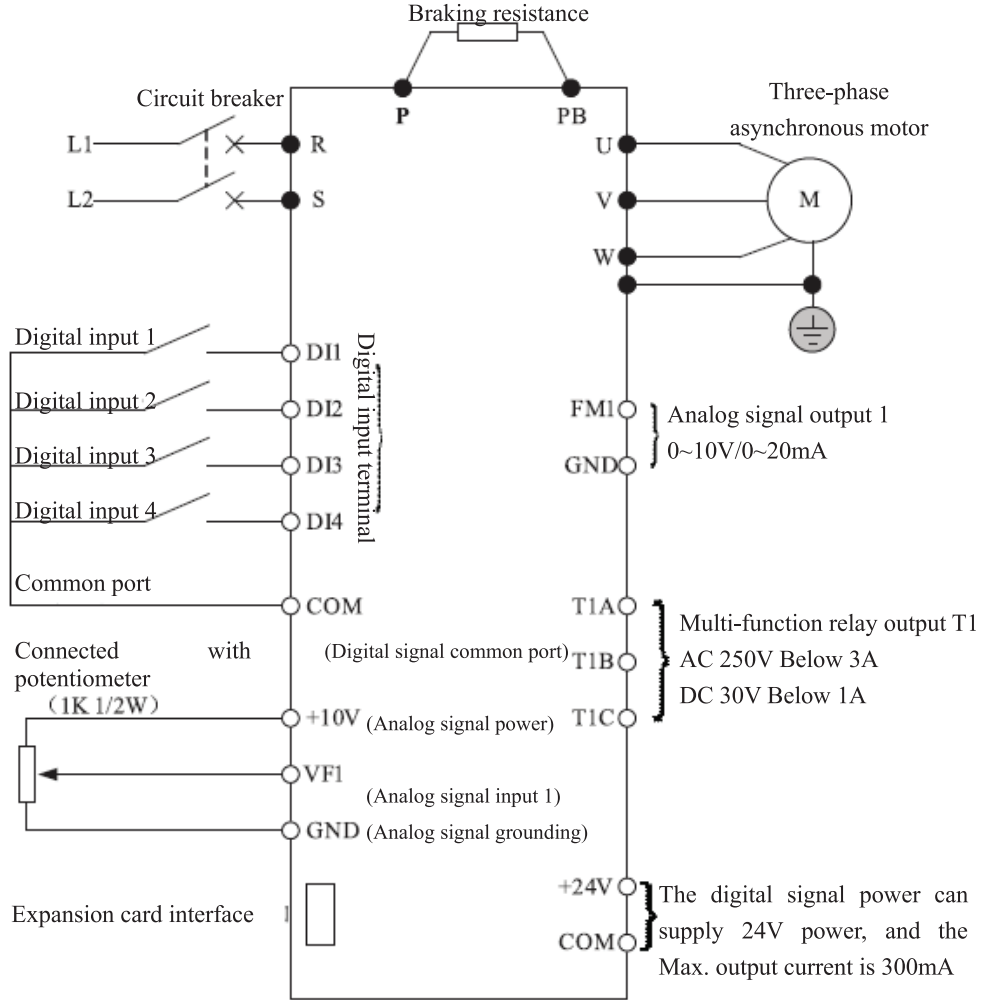 Braking resistance
Circuit breaker
P
PB
Three-phase
asynchronous motor
L1
R
U
L2
S
V
M
W
Digital input 1
DI1
Digital input 2
DI2
Digital input 3
DI3
Digital input 4
DI4
Digital input terminal
FM1
GND
Analog signal output 1
0~10V/0~20mA
Common port
COM
T1A
T1B
T1C
Multi-function relay output T1
AC 250V Below 3A
DC 30V Below 1A
(Digital signal common port)
Connected with
potentiometer
(1K 1/2W)
+10V
(Analog signal power)
VF1
(Analog signal input 1)
GND
(Analog signal grounding)
Expansion card interface
+24V
COM
The digital signal power can
supply 24V power, and the
Max. output current is 300mA